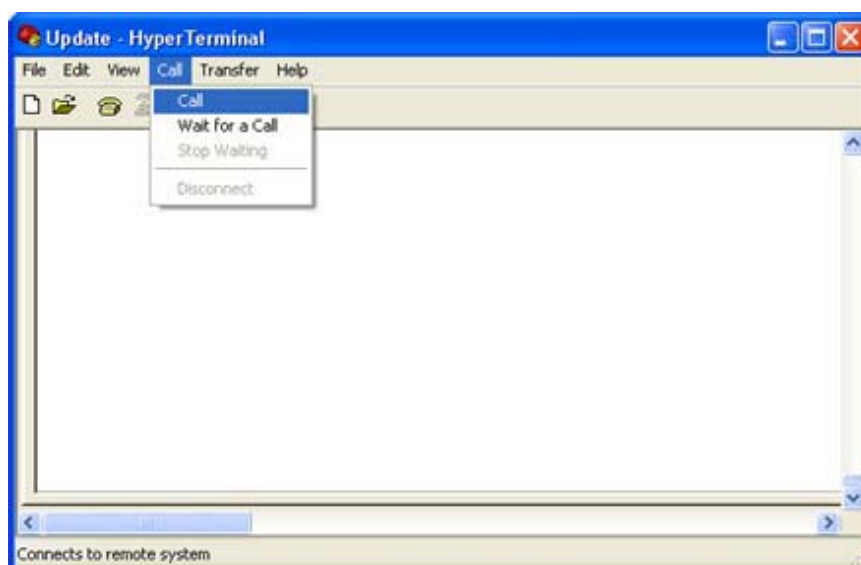 Update - HyperTerminal
File Edit View Call Transfer Help
Call
Wait for a Call
Stop Waiting
Disconnect
Connects to remote system